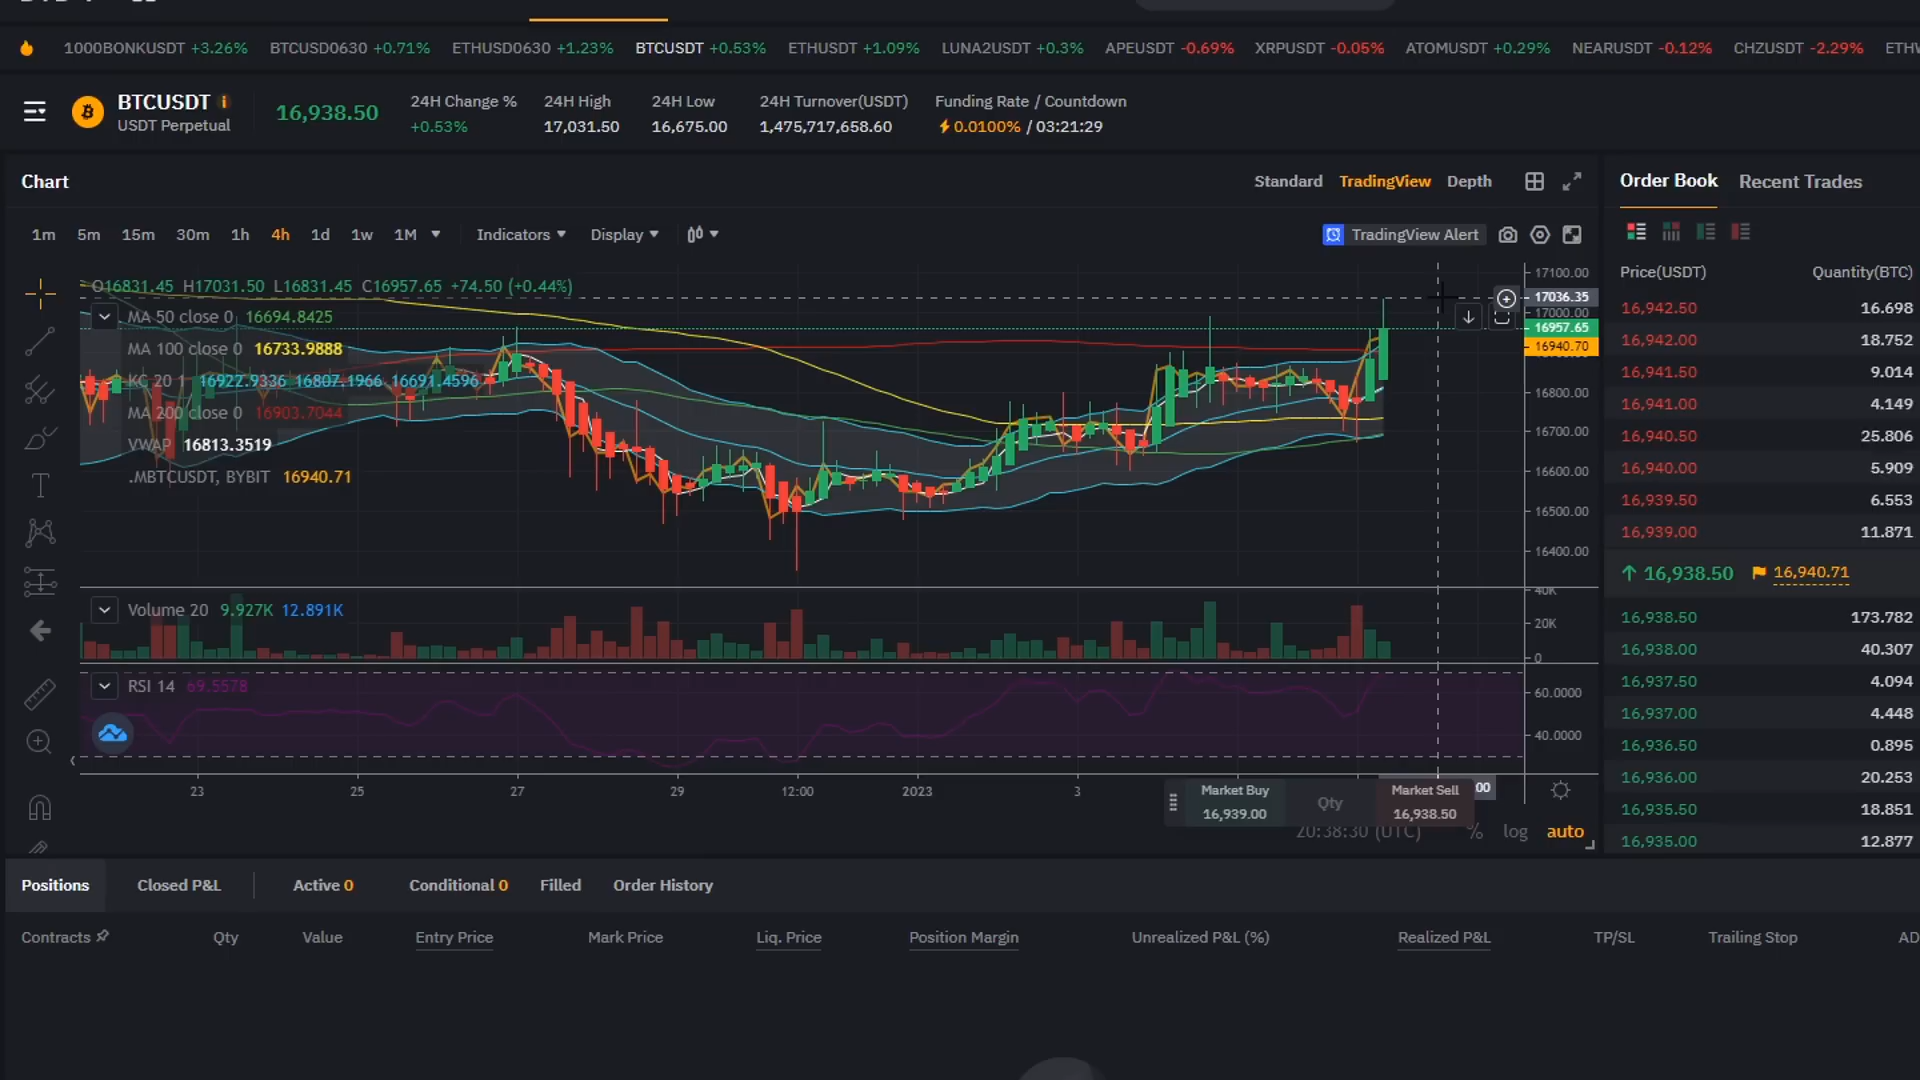 1000BONKUSDT +3.26% BTCUSD0630 +0.71% ETHUSD0630 +1.23% BTCUSDT +0.53% ETHUSDT +1.09% LUNA2USDT +0.3% APEUSDT -0.69% XRPUSDT -0.05% ATOMUSDT +0.29% NEARUSDT -0.12% CHZUSDT -2.29%
BTCUSDT
USDT Perpetual
16,938.50
24H Change %
+0.53%
24H High
17,031.50
24H Low
16,675.00
24H Turnover(USDT)
1,475,717,658.60
Funding Rate / Countdown
0.0100% / 03:21:29
Chart
Standard TradingView Depth
1m 5m 15m 30m 1h 4h 1d 1w 1M Indicators Display
TradingView Alert
O16831.45 H17031.50 L16831.45 C16957.65 +74.50 (+0.44%)
MA 50 close 0 16694.8425
MA 100 close 0 16733.9888
KC 20 1 16922.9336 16807.1966 16691.4596
MA 200 close 0 16903.7044
VWAP 16813.3519
.MBTCUSDT, BYBIT 16940.71
17100.00
17036.35
17000.00
16957.65
16940.70
16800.00
16700.00
16600.00
16500.00
16400.00
Volume 20 9.927K 12.891K
40K
20K
0
RSI 14 69.5578
60.0000
40.0000
23 25 27 29 12:00 2023 3
00
Market Buy
16,939.00
Qty
Market Sell
16,938.50
20:38:30 (UTC) % log auto
Order Book Recent Trades
Price(USDT) Quantity(BTC)
16,942.50 16.698
16,942.00 18.752
16,941.50 9.014
16,941.00 4.149
16,940.50 25.806
16,940.00 5.909
16,939.50 6.553
16,939.00 11.871
16,938.50 16,940.71
16,938.50 173.782
16,938.00 40.307
16,937.50 4.094
16,937.00 4.448
16,936.50 0.895
16,936.00 20.253
16,935.50 18.851
16,935.00 12.877
Positions Closed P&L Active 0 Conditional 0 Filled Order History
Contracts Qty Value Entry Price Mark Price Liq. Price Position Margin Unrealized P&L (%) Realized P&L TP/SL Trailing Stop